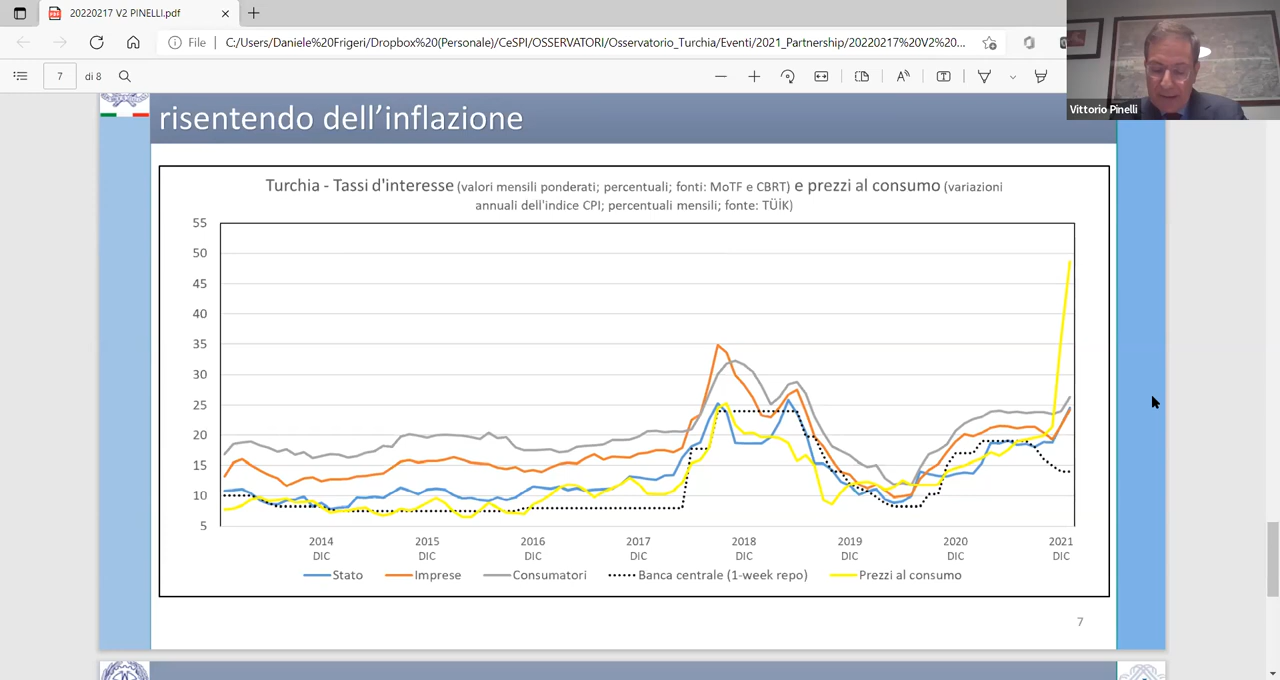 20220217 V2 PINELLI.pdf
File
C:/Users/Daniele%20Frigeri/Dropbox%20(Personale)/CeSPI/OSSERVATORI/Osservatorio_Turchia/Eventi/2021_Partnership/20220217%20V2%20...
7
di 8
Vittorio Pinelli
risentendo dell'inflazione
Turchia - Tassi d'interesse (valori mensili ponderati; percentuali; fonti: MoTF e CBRT) e prezzi al consumo (variazioni
annuali dell'indice CPI; percentuali mensili; fonte: TÜİK)
55
50
45
40
35
30
25
20
15
10
5
2014 2015 2016 2017 2018 2019 2020 2021
DIC DIC DIC DIC DIC DIC DIC DIC
Stato Imprese Consumatori Banca centrale (1-week repo) Prezzi al consumo
7